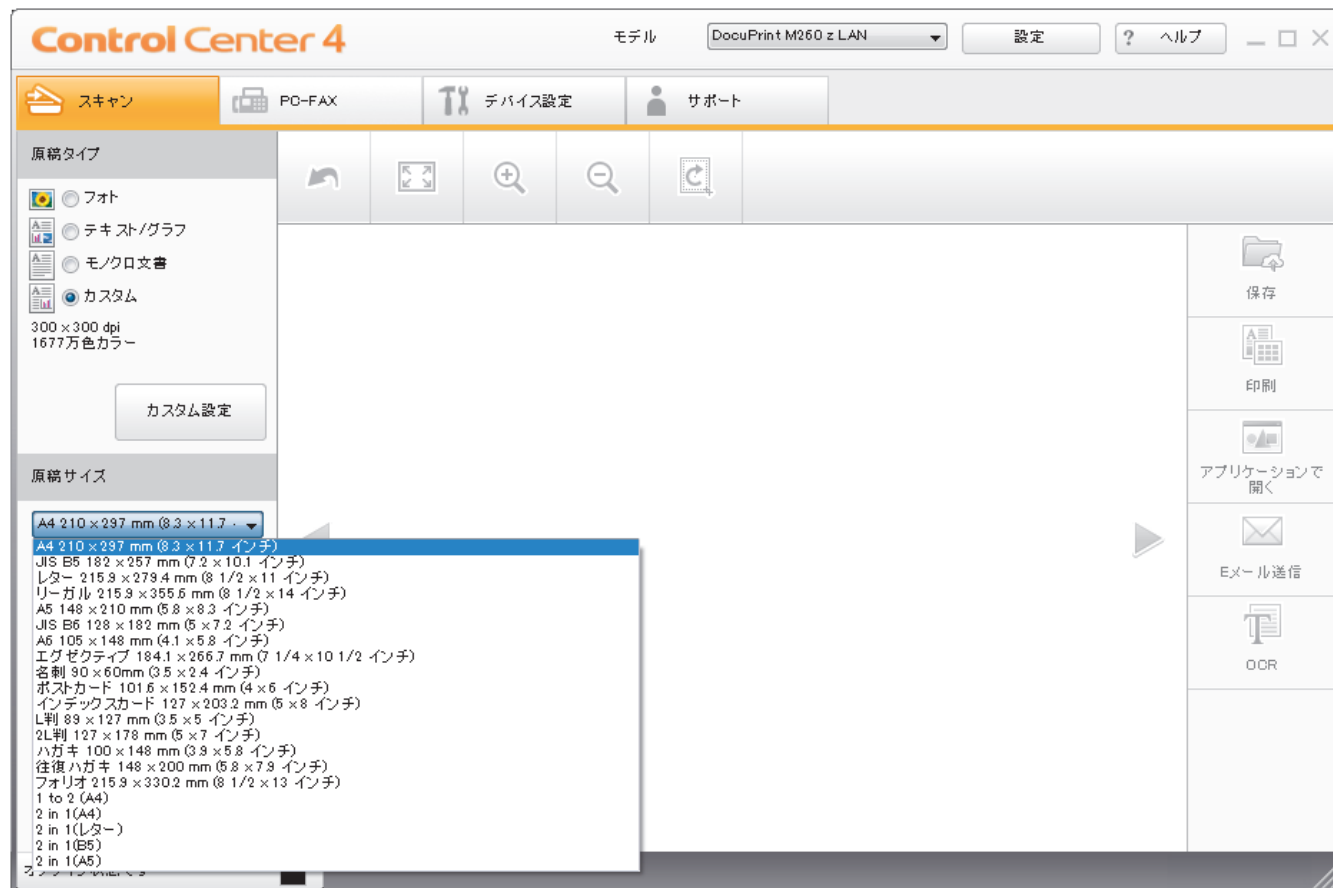 Control Center 4
モデル
DocuPrint M260 z LAN
設定
? ヘルプ
スキャン
PC-FAX
デバイス設定
サポート
原稿タイプ
フォト
テキスト/グラフ
モノクロ文書
カスタム
300 × 300 dpi
1677万色カラー
カスタム設定
原稿サイズ
A4 210 × 297 mm (8.3 × 11.7 ·
A4 210 × 297 mm (8.3 × 11.7 インチ)
JIS B5 182 × 257 mm (7.2 × 10.1 インチ)
レター 215.9 × 279.4 mm (8 1/2 × 11 インチ)
リーガル 215.9 × 355.6 mm (8 1/2 × 14 インチ)
A5 148 × 210 mm (5.8 × 8.3 インチ)
JIS B6 128 × 182 mm (5 × 7.2 インチ)
A6 105 × 148 mm (4.1 × 5.8 インチ)
エグゼクティブ 184.1 × 266.7 mm (7 1/4 × 10 1/2 インチ)
名刺 90 × 60mm (3.5 × 2.4 インチ)
ポストカード 101.6 × 152.4 mm (4 × 6 インチ)
インデックスカード 127 × 203.2 mm (5 × 8 インチ)
L判 89 × 127 mm (3.5 × 5 インチ)
2L判 127 × 178 mm (5 × 7 インチ)
ハガキ 100 × 148 mm (3.9 × 5.8 インチ)
往復ハガキ 148 × 200 mm (5.8 × 7.9 インチ)
フォリオ 215.9 × 330.2 mm (8 1/2 × 13 インチ)
1 to 2 (A4)
2 in 1(A4)
2 in 1(レター)
2 in 1(B5)
2 in 1(A5)
保存
印刷
アプリケーションで
開く
Eメール送信
OCR